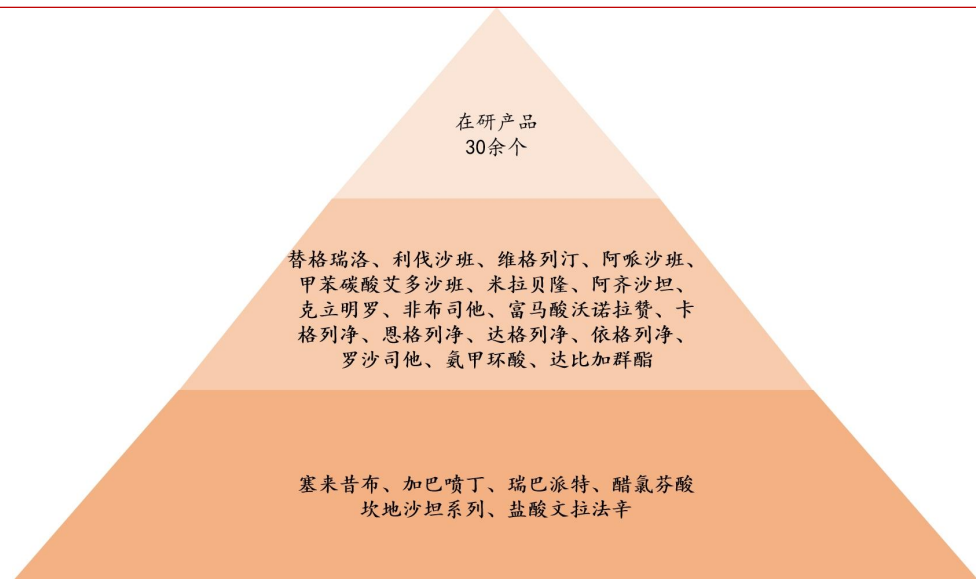 在研产品
30余个
替格瑞洛、利伐沙班、维格列汀、阿哌沙班、
甲苯碳酸艾多沙班、米拉贝隆、阿齐沙坦、
克立明罗、非布司他、富马酸沃诺拉赞、卡
格列净、恩格列净、达格列净、依格列净、
罗沙司他、氨甲环酸、达比加群酯
塞来昔布、加巴喷丁、瑞巴派特、醋氯芬酸
坎地沙坦系列、盐酸文拉法辛